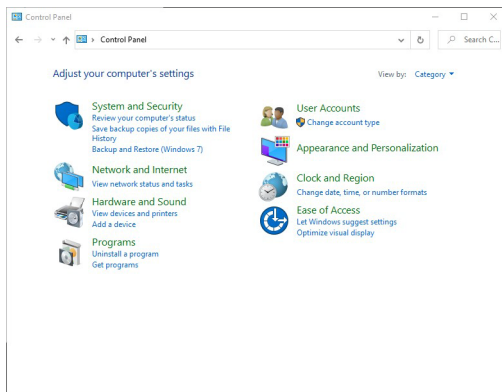 Control Panel
Control Panel
Search C...
Adjust your computer's settings
View by: Category
System and Security
Review your computer's status
Save backup copies of your files with File
History
Backup and Restore (Windows 7)
Network and Internet
View network status and tasks
Hardware and Sound
View devices and printers
Add a device
Programs
Uninstall a program
Get programs
User Accounts
Change account type
Appearance and Personalization
Clock and Region
Change date, time, or number formats
Ease of Access
Let Windows suggest settings
Optimize visual display